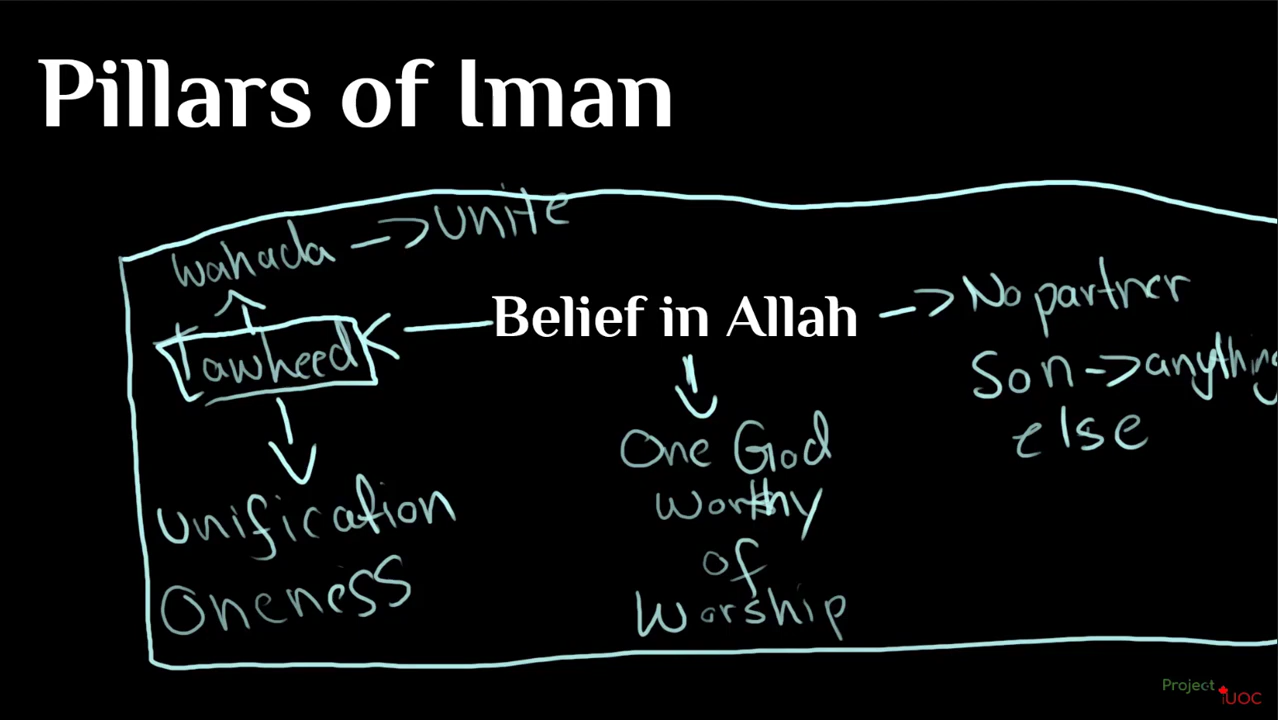 Pillars of Iman
wahada -> unite
Belief in Allah
Tawheed
unification
Oneness
One God
worthy
of
Worship
-> No partner
Son -> anything
else
Project
iUOC